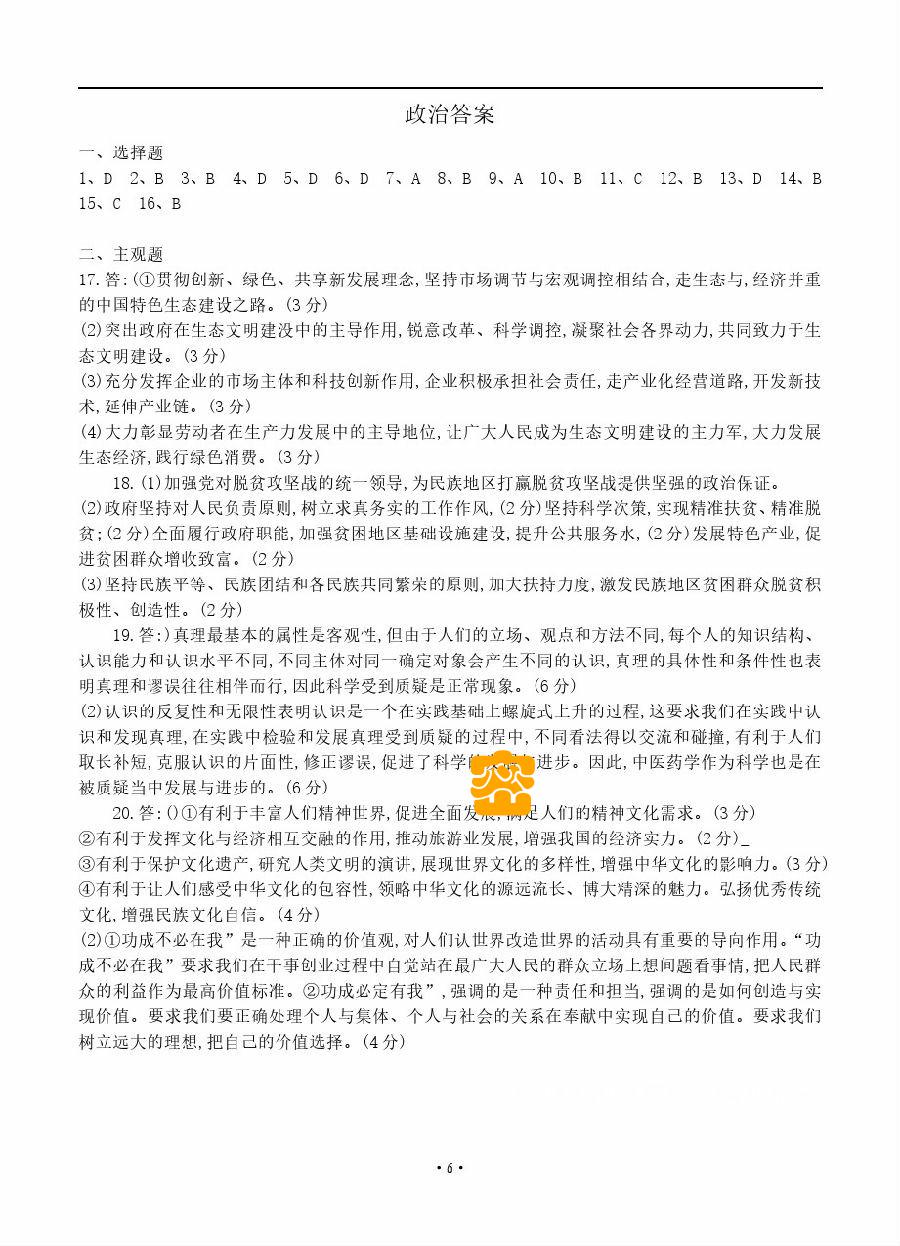 政治答案
一、选择题
1、D 2、B 3、B 4、D 5、D 6、D 7、A 8、B 9、A 10、B 11、C 12、B 13、D 14、B
15、C 16、B
二、主观题
17.答:(①贯彻创新、绿色、共享新发展理念,坚持市场调节与宏观调控相结合,走生态与,经济并重
的中国特色生态建设之路。(3分)
(2)突出政府在生态文明建没中的主导作用,锐意改革、科学调控,凝聚社会各界动力,共同致力于生
态文明建设。(3分)
(3)充分发挥企业的市场主体和科技创新作用,企业积极承担社会责任,走产业化经营道路,开发新技
术,延伸产业链。(3分)
(4)大力彰显劳动者在生产力发展中的主导地位,让广大人民成为生态文明建设的主力军,大力发展
生态经济,践行绿色消费。(3分)
18.(1)加强党对脱贫攻坚战的统一领导,为民族地区打赢脱贫攻坚战提供坚强的政治保证。
(2)政府坚持对人民负责原则,树立求真务实的工作作风,(2分)坚持科学次策,实现精准扶贫、精准脱
贫;(2分)全面履行政府职能,加强贫困地区基础设施建设,提升公共服务水,(2分)发展特色产业,促
进贫困群众增收致富。(2分)
(3)坚持民族平等、民族团结和各民族共同繁荣的原则,加大扶持力度,激发民族地区贫困群众脱贫积
极性、创造性。(2分)
19.答:)真理最基本的属性是客观性,但由于人们的立场、观点和方法不同,每个人的知识结构、
认识能力和认识水平不同,不同主休对同一确定对象会产生不同的认识,真理的具休性和条件性也表
明真理和谬误往往相伴而行,因此科学受到质疑是正常现象。(6分)
(2)认识的反复性和无限性表明认识是一个在实践基础上螺旋式上升的过程,这要求我们在实践中认
识和发现真理,在实践中检验和发展真理受到质疑的过程中,不同看法得以交流和碰撞,有利于人们
取长补短,克服认识的片面性,修正谬误,促进了科学的 进步。因此,中医药学作为科学也是在
被质疑当中发展与进步的。(6分)
20.答:()①有利于丰富人们精神世界,促进全面发展,满足人们的精神文化需求。(3分)
②有利于发挥文化与经济相互交融的作用,推动旅游业发展,增强我国的经济实力。(2分)_
③有利于保护文化遗产,研究人类文明的演讲,展现世界文化的多样性,增强中华文化的影响力。(3分)
④有利于让人们感受中华文化的包容性,领略中华文化的源远流长、博大精深的魅力。弘扬优秀传统
文化,增强民族文化自信。(4分)
(2)①功成不必在我”是一种正确的价值观,对人们认世界改造世界的活动具有重要的导向作用。“功
成不必在我”要求我们在干事创业过程中自觉站在最广大人民的群众立场上想间题看事情,把人民群
众的利益作为最高价值标准。②功成必定有我”,强调的是一种责任和担当,强调的是如何创造与实
现价值。要求我们要正确处理个人与集体、个人与社会的关系在奉献中实现自己的价值。要求我们
树立远大的理想,把自己的价值选择。(4分)
·6·